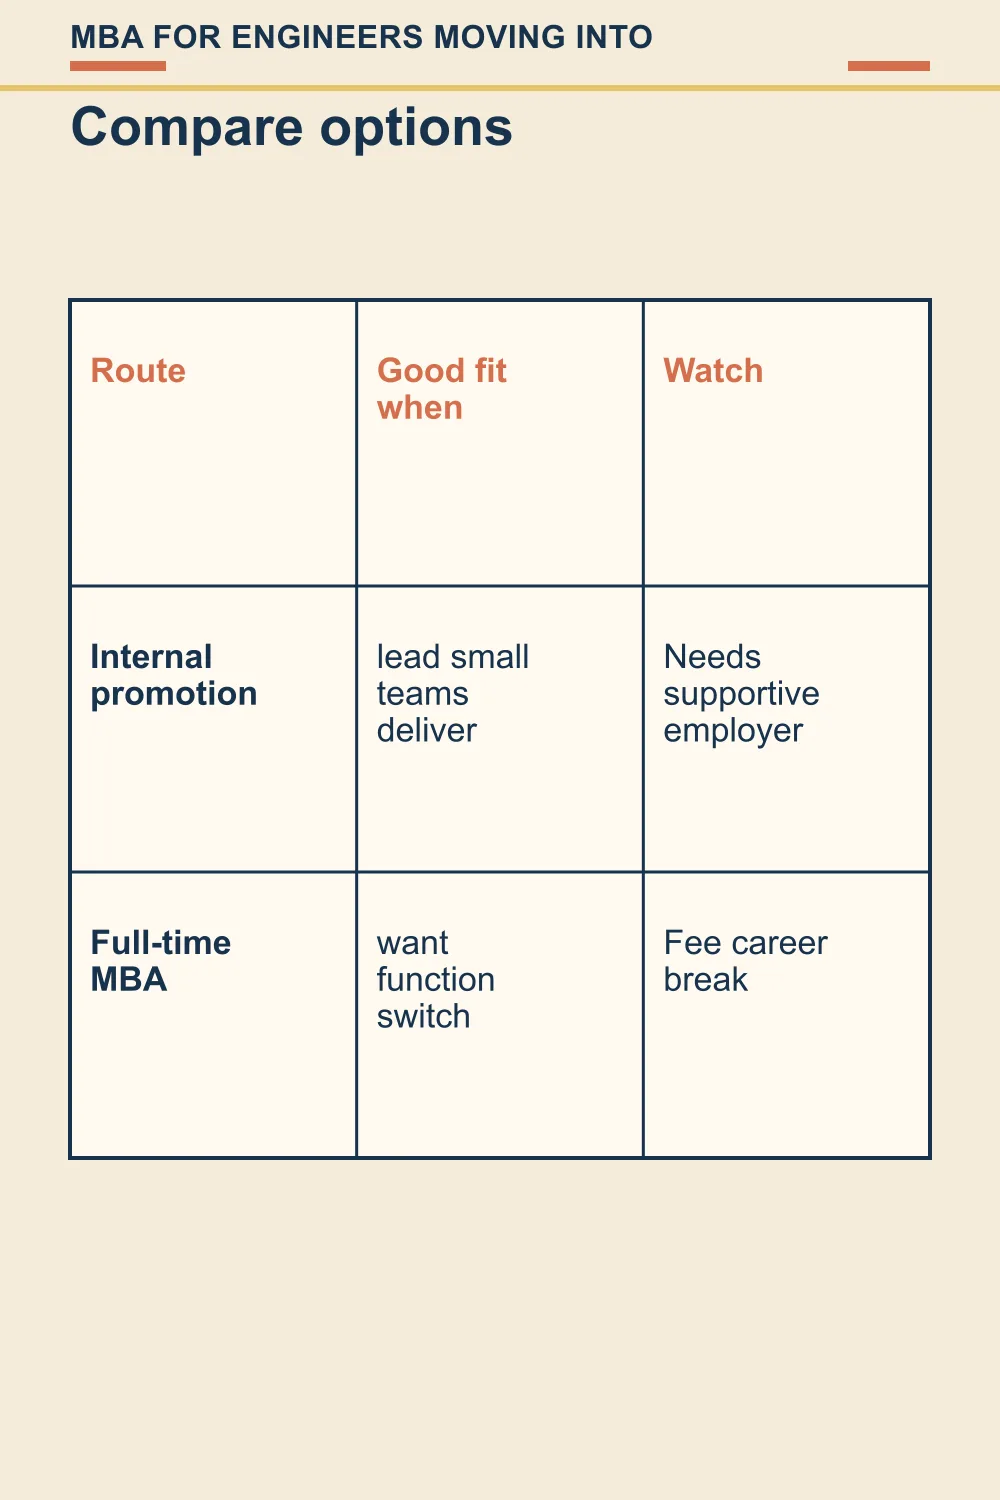 MBA FOR ENGINEERS MOVING INTO
Compare options
Route
Good fit
when
Watch
Internal
promotion
lead small
teams
deliver
Needs
supportive
employer
Full-time
MBA
want
function
switch
Fee career
break